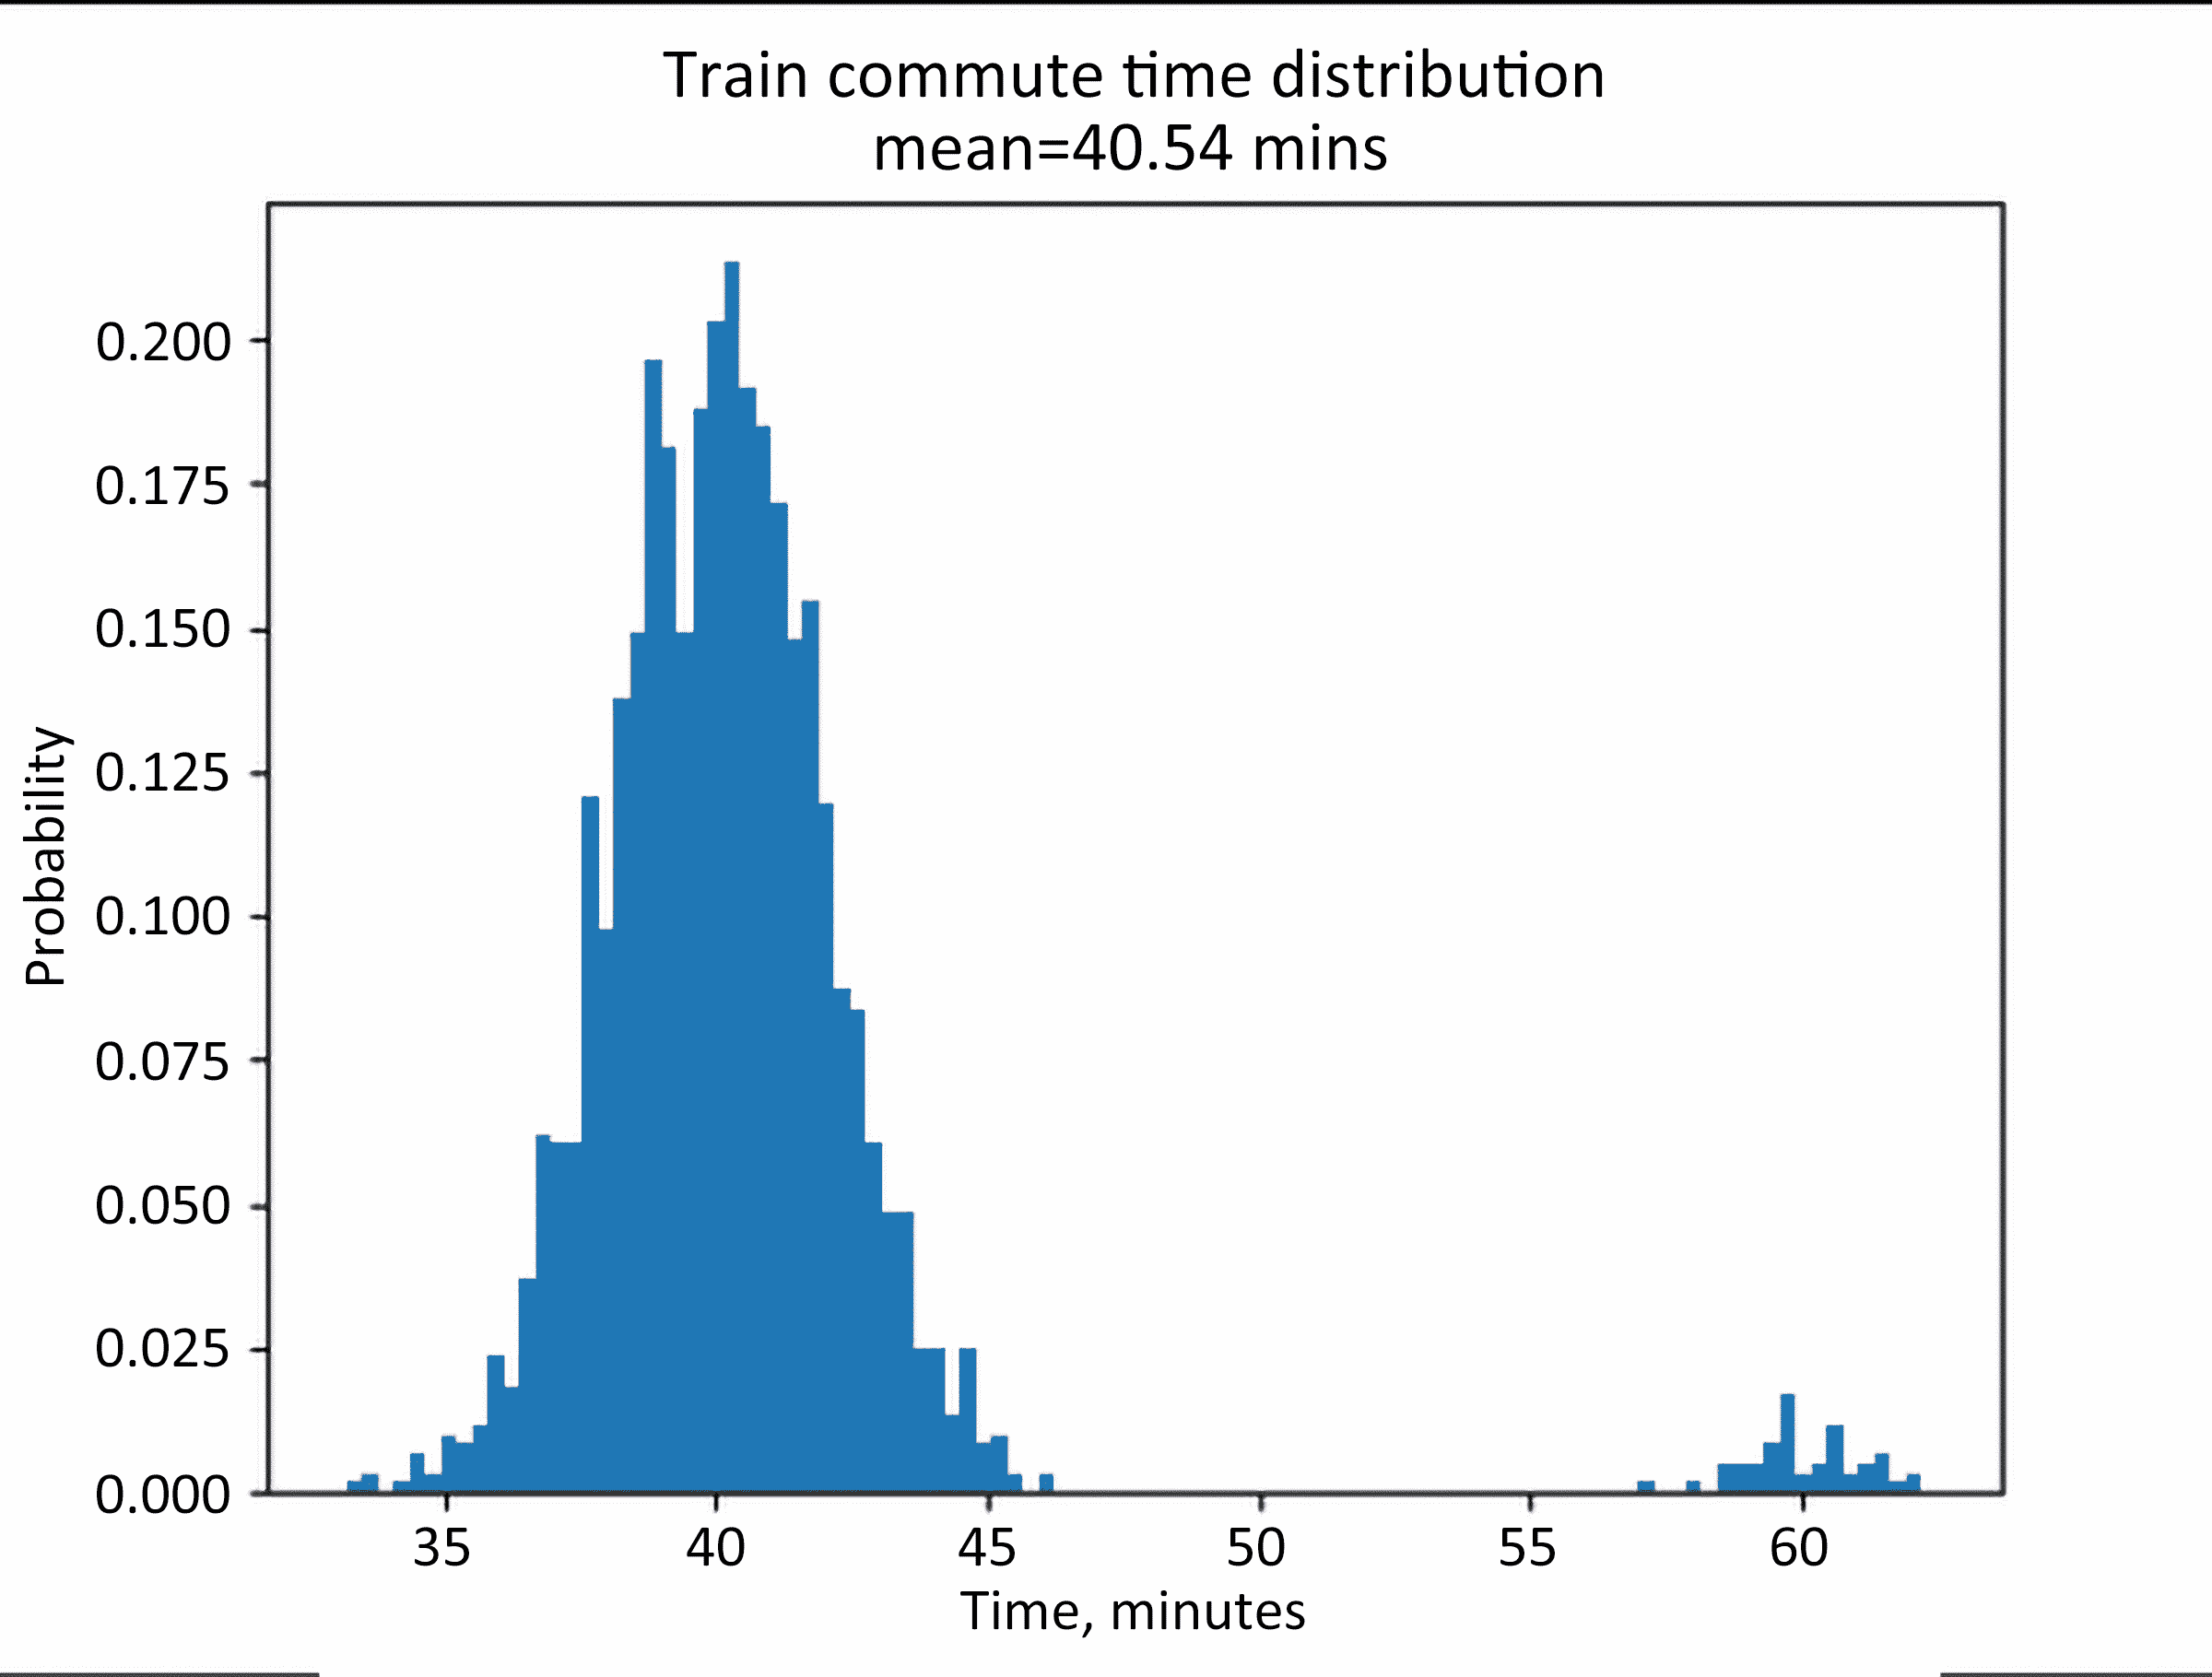 Train commute time distribution
mean=40.54 mins
0.200
0.175
0.150
0.125
0.100
0.075
0.050
0.025
0.000
Probability
35 40 45 50 55 60
Time, minutes